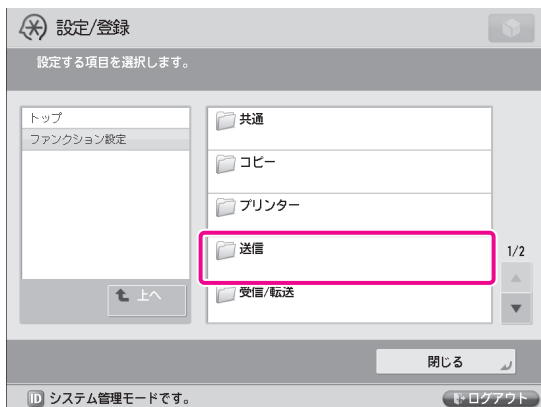 設定/登録
設定する項目を選択します。
トップ
ファンクション設定
共通
コピー
プリンター
送信
受信/転送
1/2
上へ
閉じる
ID システム管理モードです。
ログアウト